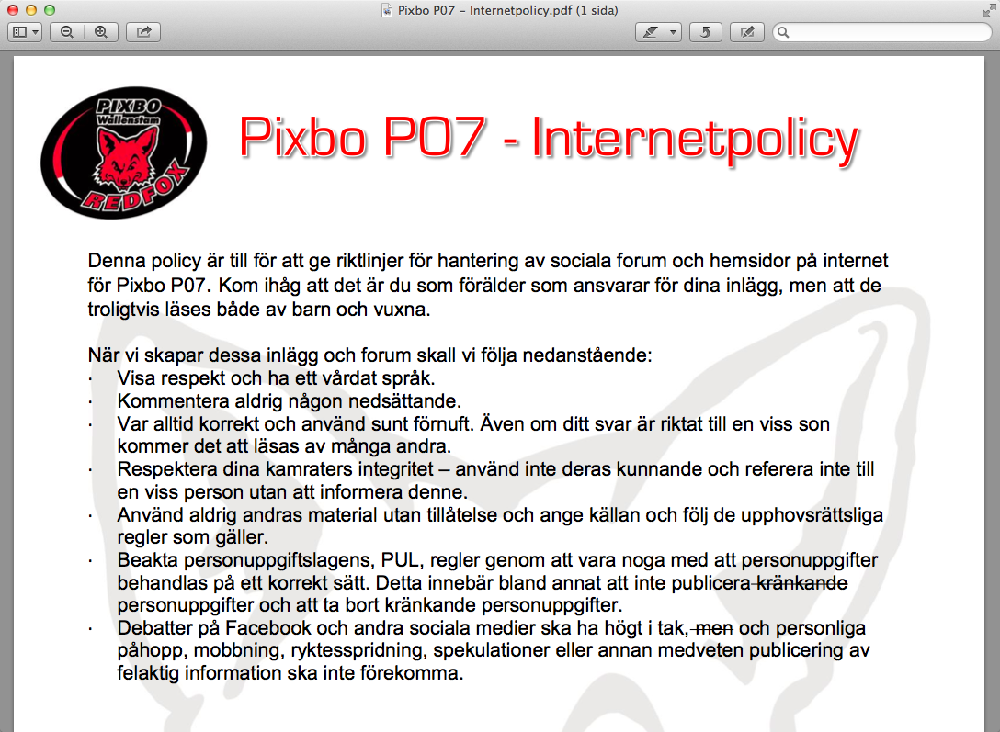 Pixbo P07 – Internetpolicy.pdf (1 sida)
PIXBO
Wallenstam
REDFOX
Pixbo P07 - Internetpolicy
Denna policy är till för att ge riktlinjer för hantering av sociala forum och hemsidor på internet
för Pixbo P07. Kom ihåg att det är du som förälder som ansvarar för dina inlägg, men att de
troligtvis läses både av barn och vuxna.
När vi skapar dessa inlägg och forum skall vi följa nedanstående:
· Visa respekt och ha ett vårdat språk.
· Kommentera aldrig någon nedsättande.
· Var alltid korrekt och använd sunt förnuft. Även om ditt svar är riktat till en viss son
kommer det att läsas av många andra.
· Respektera dina kamraters integritet – använd inte deras kunnande och referera inte till
en viss person utan att informera denne.
· Använd aldrig andras material utan tillåtelse och ange källan och följ de upphovsrättsliga
regler som gäller.
· Beakta personuppgiftslagens, PUL, regler genom att vara noga med att personuppgifter
behandlas på ett korrekt sätt. Detta innebär bland annat att inte publicera kränkande
personuppgifter och att ta bort kränkande personuppgifter.
· Debatter på Facebook och andra sociala medier ska ha högt i tak, men och personliga
påhopp, mobbning, ryktesspridning, spekulationer eller annan medveten publicering av
felaktig information ska inte förekomma.